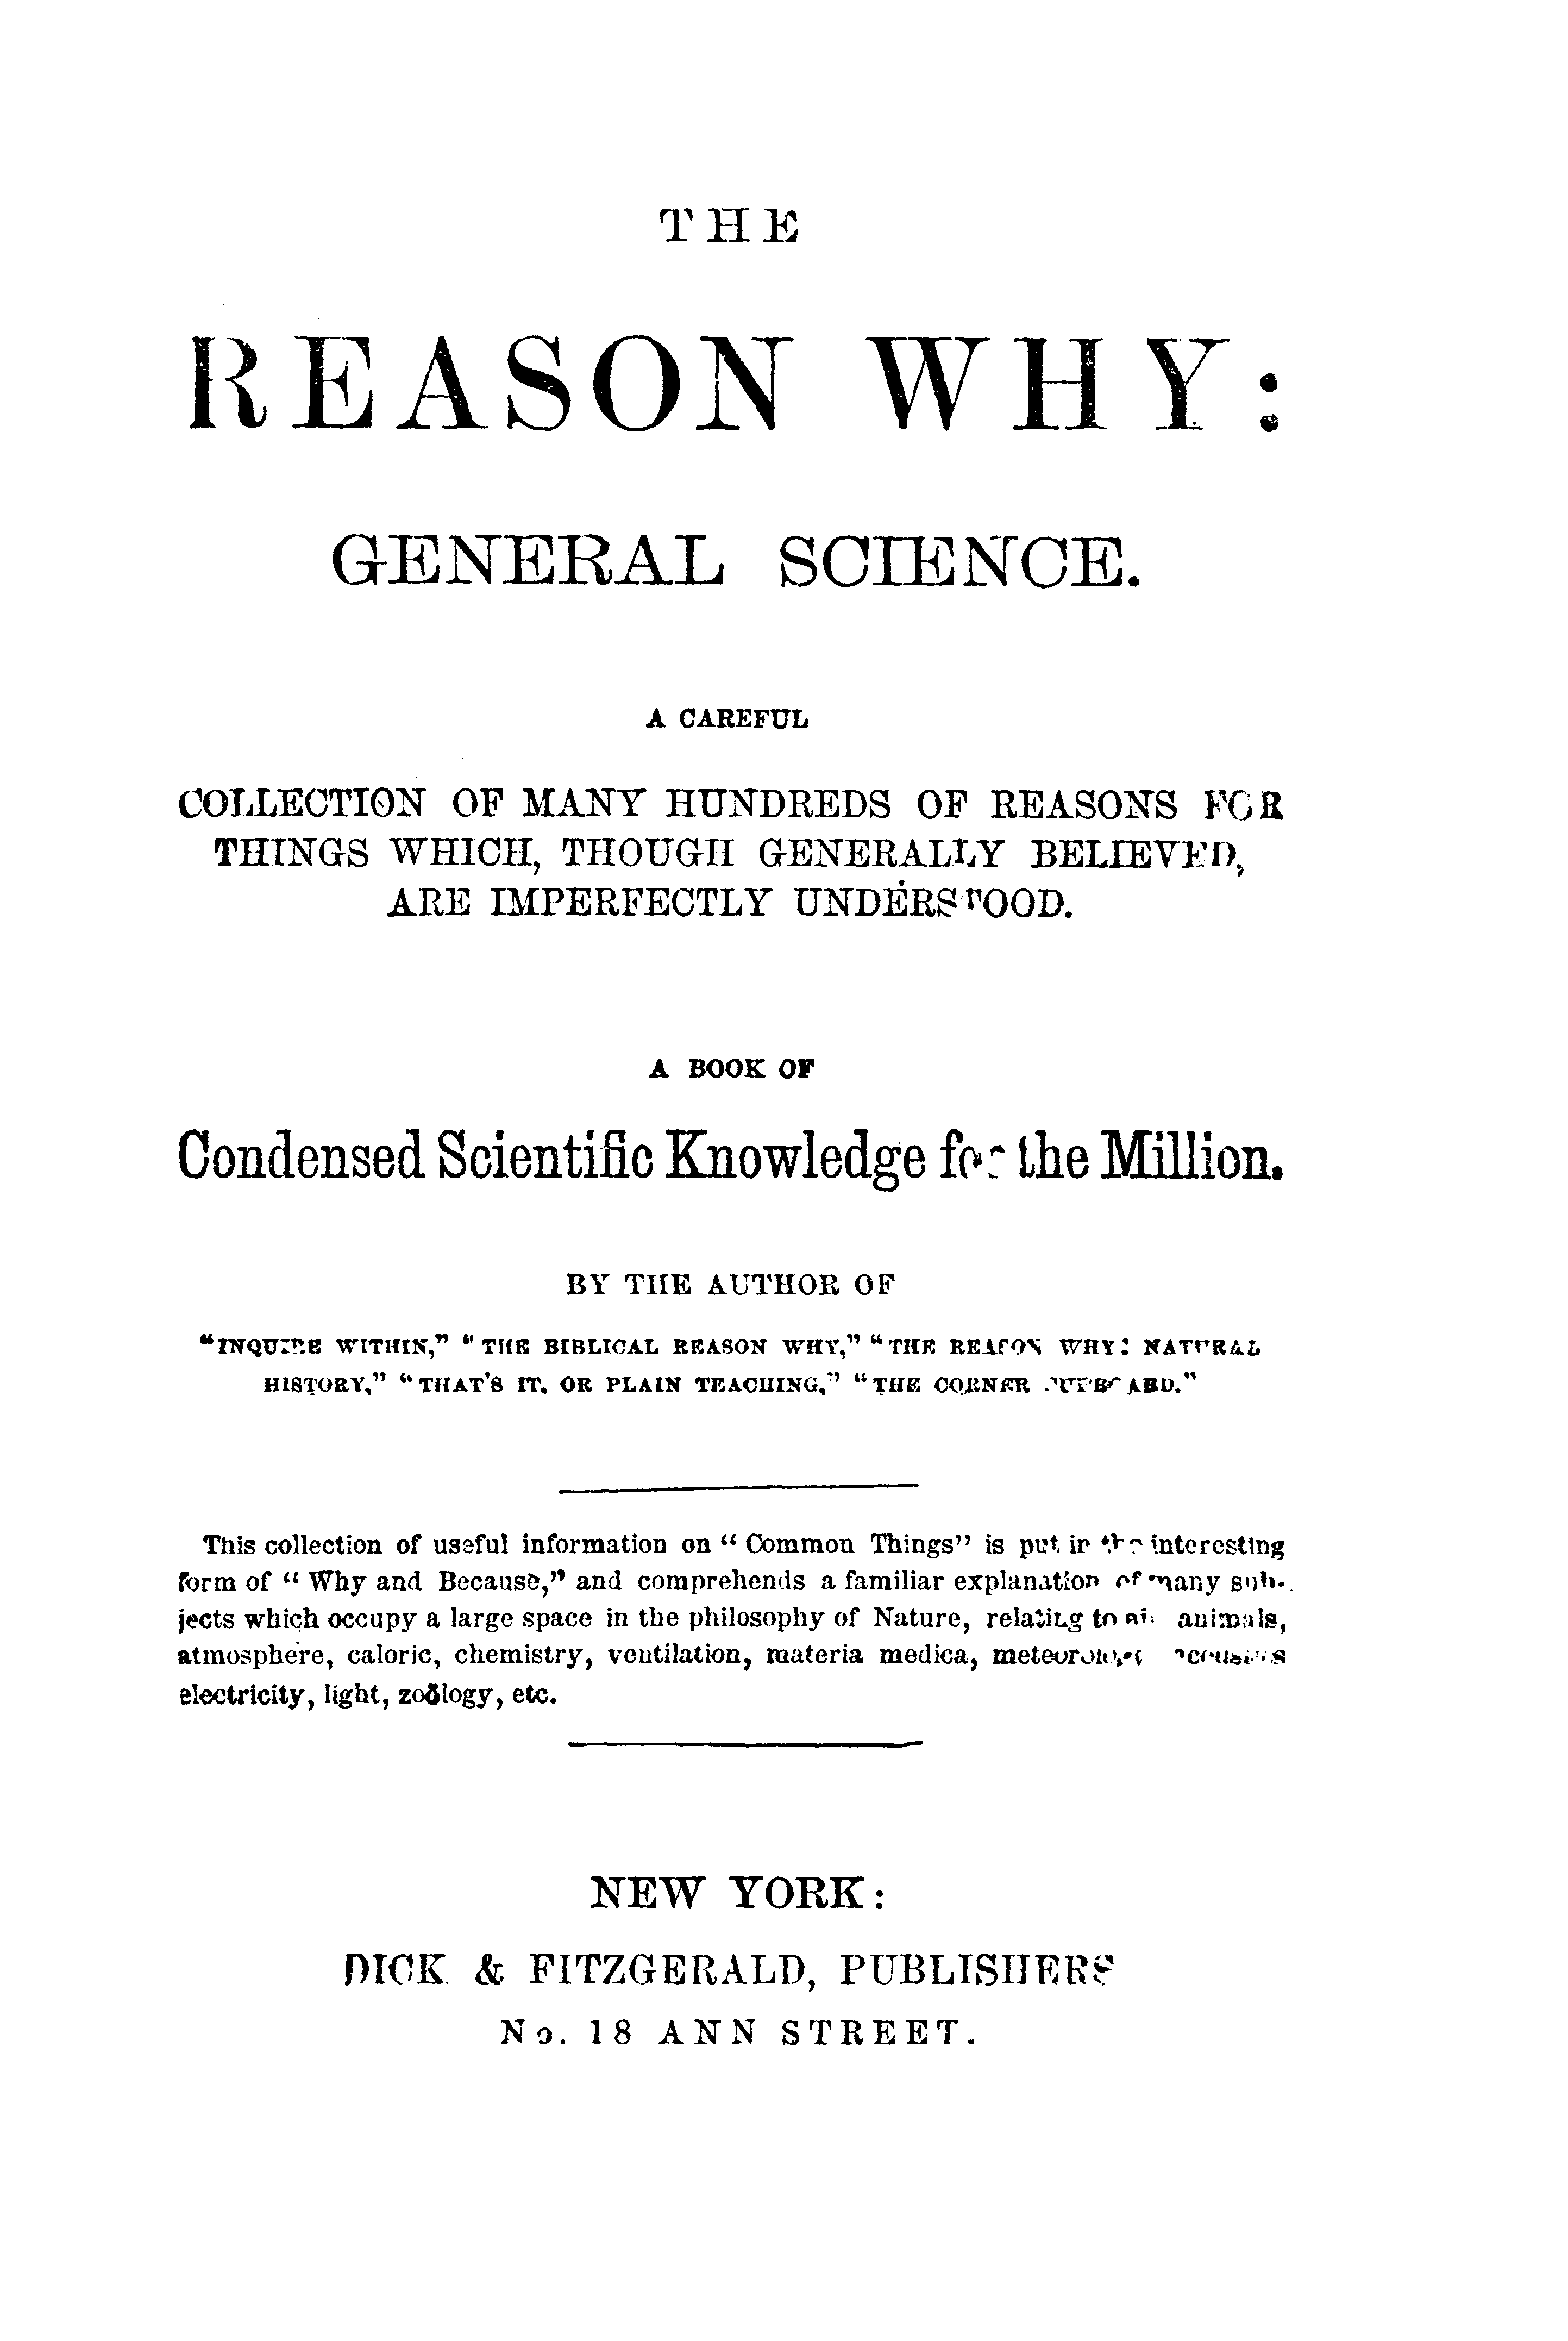 THE
REASON WHY:
GENERAL SCIENCE.
A CAREFUL
COLLECTION OF MANY HUNDREDS OF REASONS FOR
THINGS WHICH, THOUGH GENERALLY BELIEVED,
ARE IMPERFECTLY UNDERSTOOD.
A BOOK OF
Condensed Scientific Knowledge for the Million.
BY THE AUTHOR OF
"INQUIRE WITHIN," "THE BIBLICAL REASON WHY," "THE REASON WHY: NATURAL
HISTORY," "THAT'S IT, OR PLAIN TEACHING," "THE CORNER CUPBOARD."
This collection of useful information on "Common Things" is put in the interesting
form of "Why and Because," and comprehends a familiar explanation of many sub-
jects which occupy a large space in the philosophy of Nature, relating to animals,
atmosphere, caloric, chemistry, ventilation, materia medica, meteorology, acoustics
electricity, light, zoölogy, etc.
NEW YORK:
DICK & FITZGERALD, PUBLISHERS
No. 18 ANN STREET.